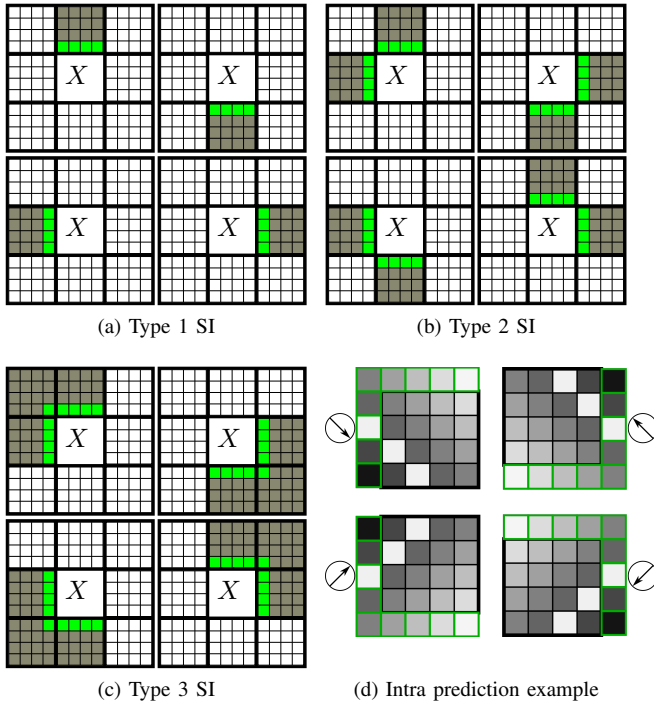 X X X X
X X X X
(a) Type 1 SI (b) Type 2 SI
X X
X X
(c) Type 3 SI (d) Intra prediction example